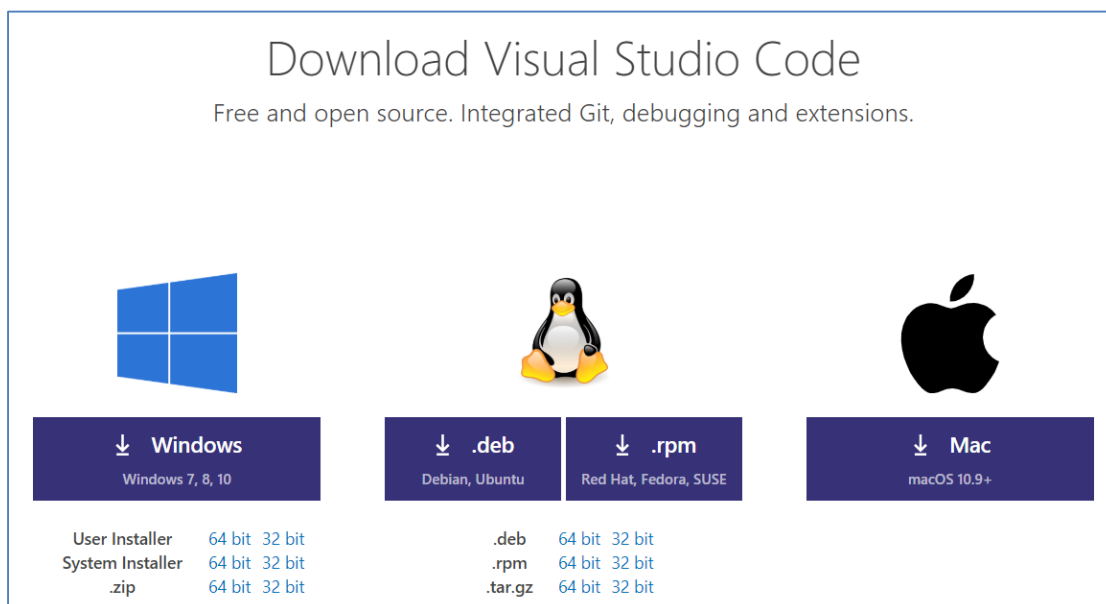 Download Visual Studio Code
Free and open source. Integrated Git, debugging and extensions.
Windows
Windows 7, 8, 10
User Installer 64 bit 32 bit
System Installer 64 bit 32 bit
.zip 64 bit 32 bit
.deb
Debian, Ubuntu
.rpm
Red Hat, Fedora, SUSE
.deb 64 bit 32 bit
.rpm 64 bit 32 bit
.tar.gz 64 bit 32 bit
Mac
macOS 10.9+